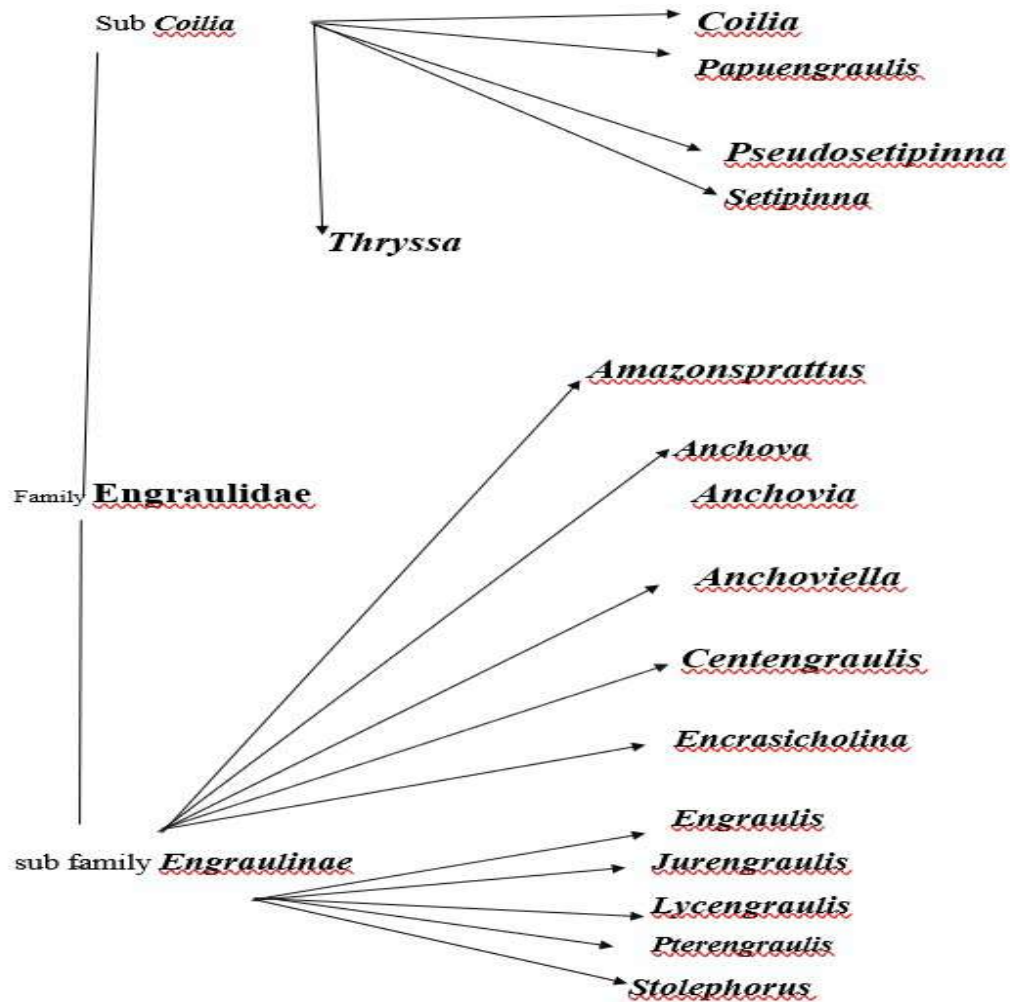 Sub Coilia
Coilia
Papuengraulis
Pseudosetipinna
Setipinna
Thryssa
Amazonsprattus
Anchova
Anchovia
Anchoviella
Centengraulis
Encrasicholina
Family Engraulidae
Engraulis
sub family Engraulinae
Jurengraulis
Lycengraulis
Pterengraulis
Stolephorus